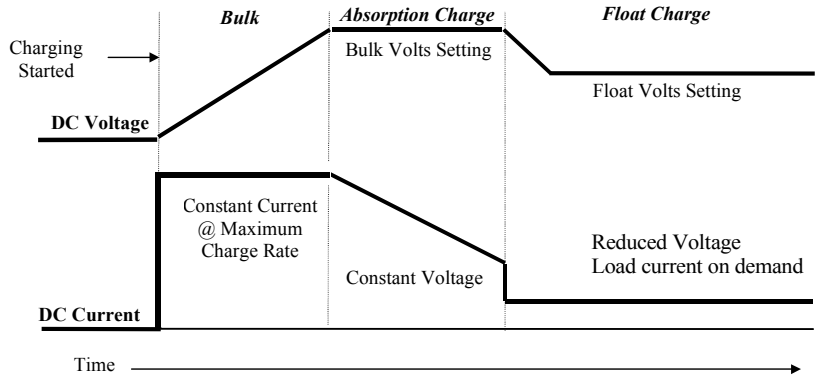 Bulk
Absorption Charge
Float Charge
Charging
Started
Bulk Volts Setting
Float Volts Setting
DC Voltage
Constant Current
@ Maximum
Charge Rate
Constant Voltage
Reduced Voltage
Load current on demand
DC Current
Time